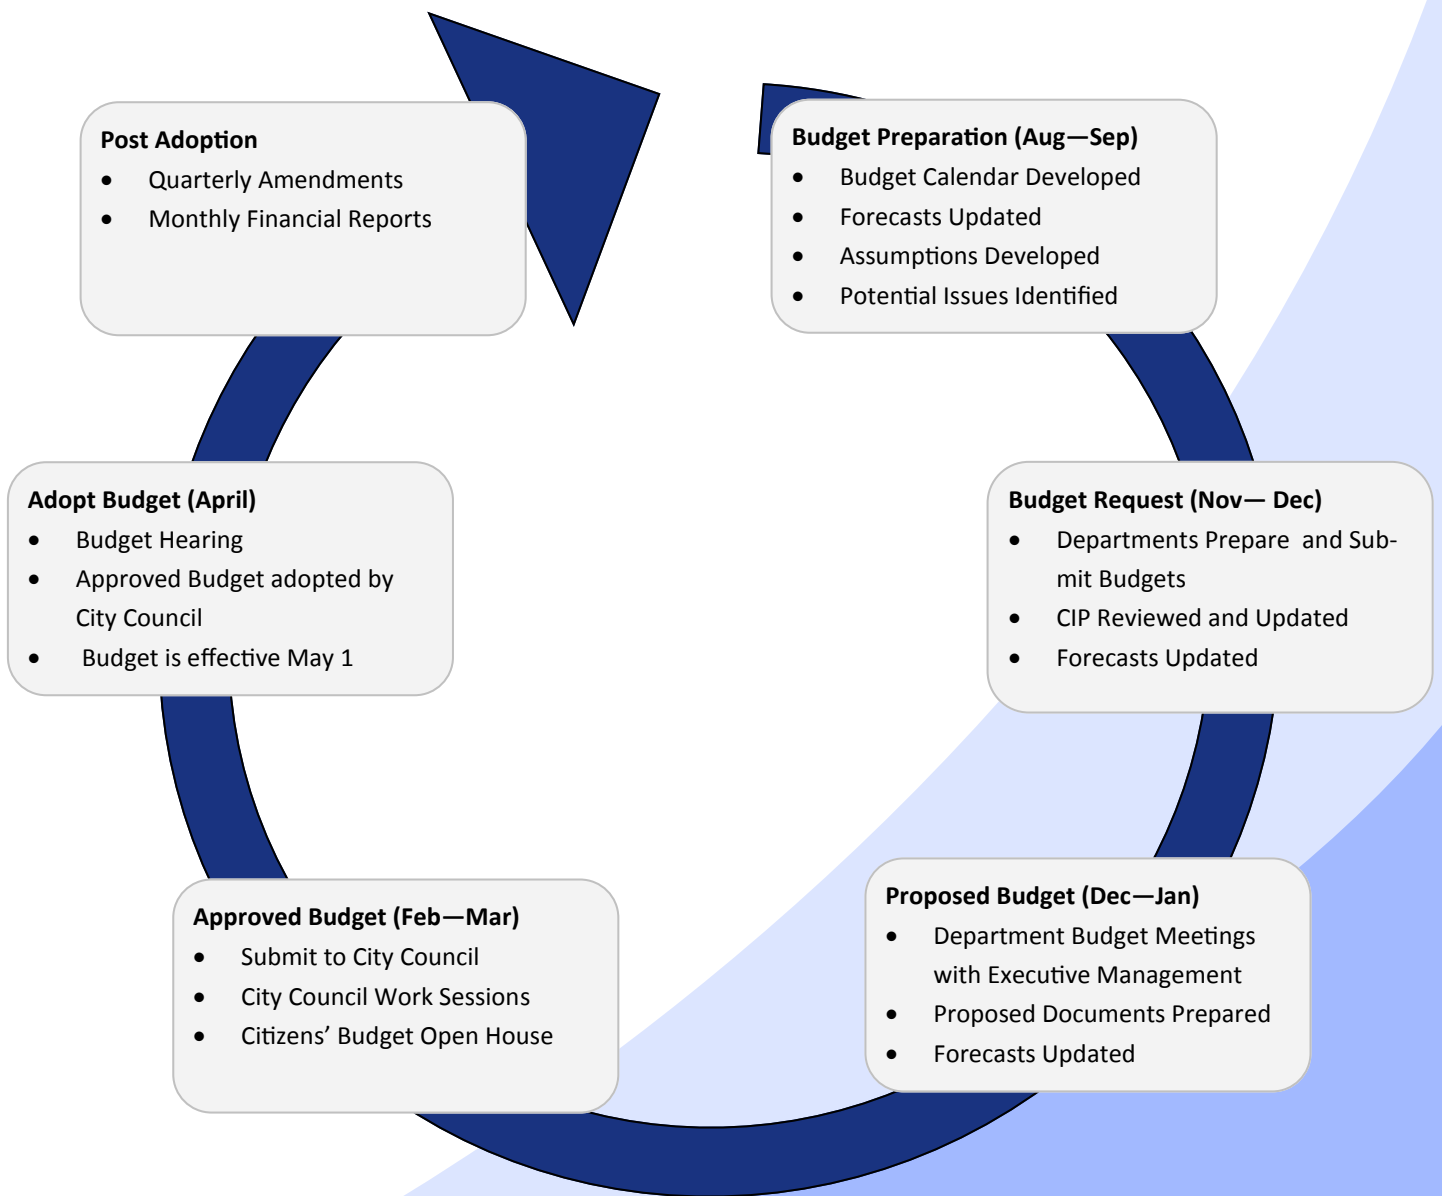 Post Adoption
• Quarterly Amendments
• Monthly Financial Reports
Budget Preparation (Aug—Sep)
• Budget Calendar Developed
• Forecasts Updated
• Assumptions Developed
• Potential Issues Identified
Adopt Budget (April)
• Budget Hearing
• Approved Budget adopted by
City Council
• Budget is effective May 1
Budget Request (Nov— Dec)
• Departments Prepare and Sub-
mit Budgets
• CIP Reviewed and Updated
• Forecasts Updated
Approved Budget (Feb—Mar)
• Submit to City Council
• City Council Work Sessions
• Citizens’ Budget Open House
Proposed Budget (Dec—Jan)
• Department Budget Meetings
with Executive Management
• Proposed Documents Prepared
• Forecasts Updated